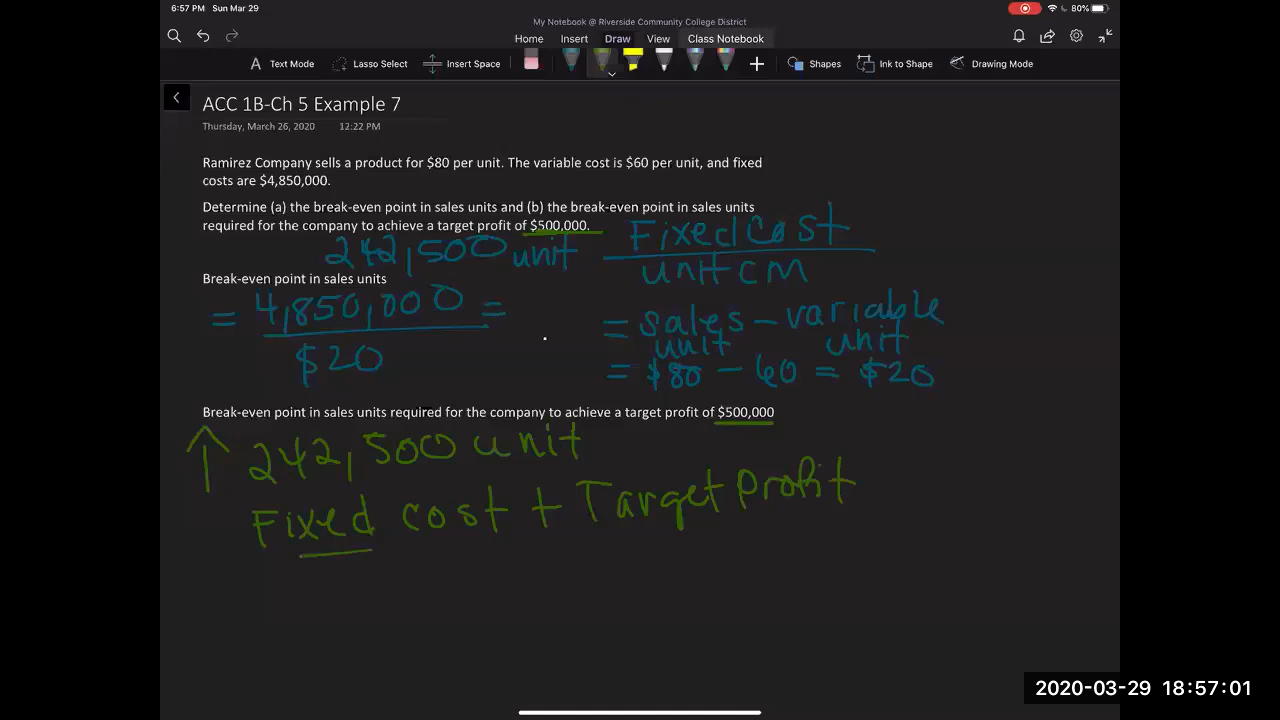 6:57 PM Sun Mar 29
80%
My Notebook @ Riverside Community College District
Home Insert Draw View Class Notebook
Text Mode Lasso Select Insert Space Shapes Ink to Shape Drawing Mode
ACC 1B-Ch 5 Example 7
Thursday, March 26, 2020 12:22 PM
Ramirez Company sells a product for $80 per unit. The variable cost is $60 per unit, and fixed
costs are $4,850,000.
Determine (a) the break-even point in sales units and (b) the break-even point in sales units
required for the company to achieve a target profit of $500,000.
242,500 unit
Fixed Cost
unit CM
Break-even point in sales units
= 4,850,000 =
$20
= sales - variable
unit unit
= $80 - 60 = $20
Break-even point in sales units required for the company to achieve a target profit of $500,000
↑ 242,500 unit
Fixed cost + Target Profit
2020-03-29 18:57:01